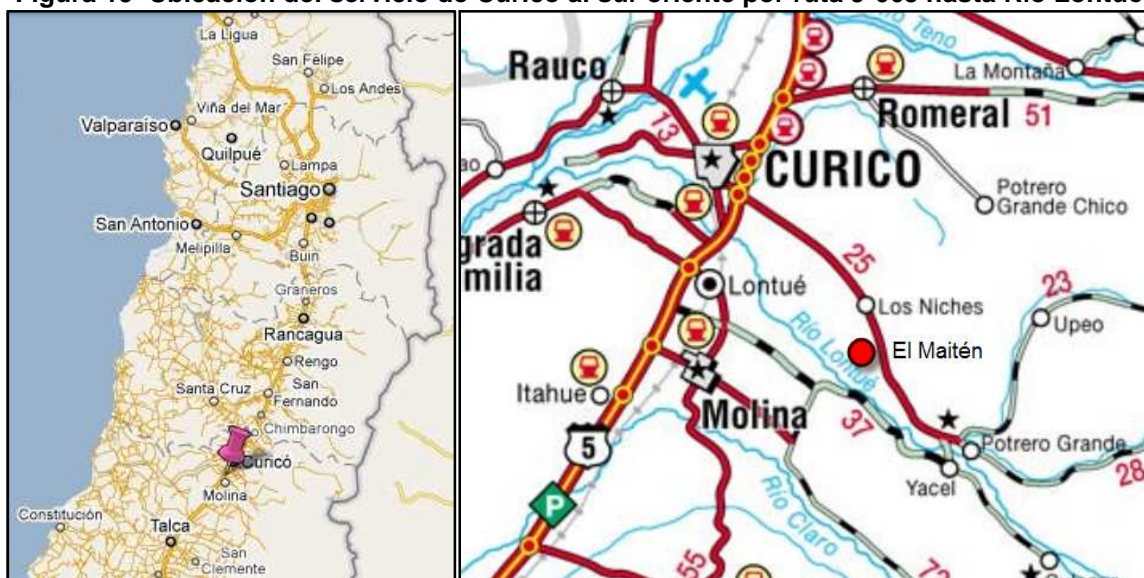 Ubicación del servicio de Curicó al sur oriente por ruta hasta Río Lontué
La Ligua
San Felipe
Los Andes
Viña del Mar
Valparaíso
Quilpué
Lampa
Santiago
San Antonio
Melipilla
Buin
Graneros
Rancagua
Rengo
Santa Cruz
San Fernando
Chimbarongo
Curicó
Molina
Constitución
Talca
San Clemente
Teno
Rauco
La Montaña
Romeral 51
13
CURICO
Potrero
Grande Chico
grada
milia
25
Lontué
23
Los Niches
Upeo
Río Lontué
El Maitén
Itahue
Molina
37
5
Potrero Grande
28
Yacel
P
Río Claro
55
72